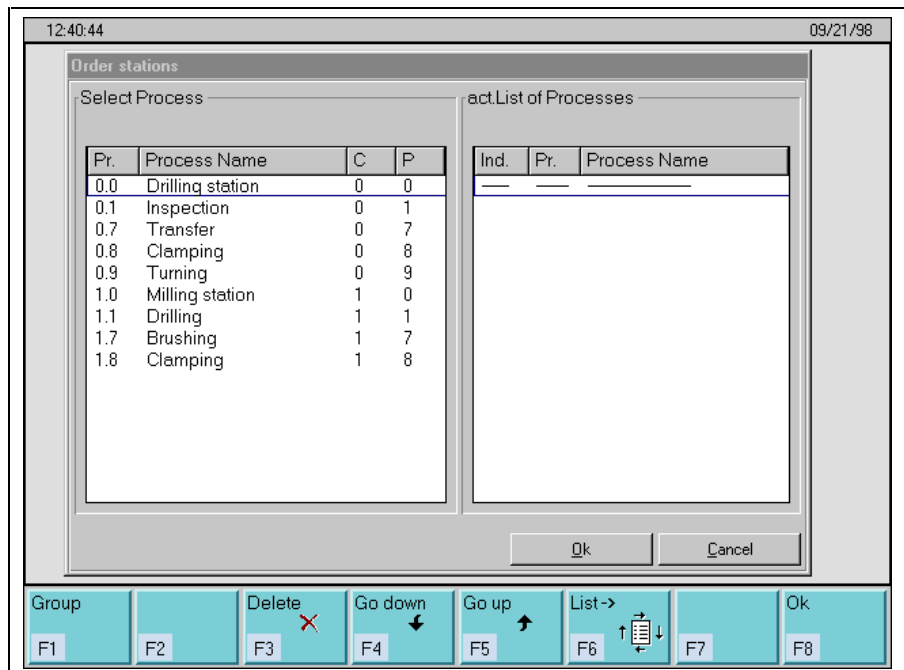 12:40:44 09/21/98
Order stations
Select Process
act.List of Processes
Pr. Process Name C P
0.0 Drilling station 0 0
0.1 Inspection 0 1
0.7 Transfer 0 7
0.8 Clamping 0 8
0.9 Turning 0 9
1.0 Milling station 1 0
1.1 Drilling 1 1
1.7 Brushing 1 7
1.8 Clamping 1 8
Ind. Pr. Process Name
Ok Cancel
Group Delete Go down Go up List-> Ok
F1 F2 F3 F4 F5 F6 F7 F8